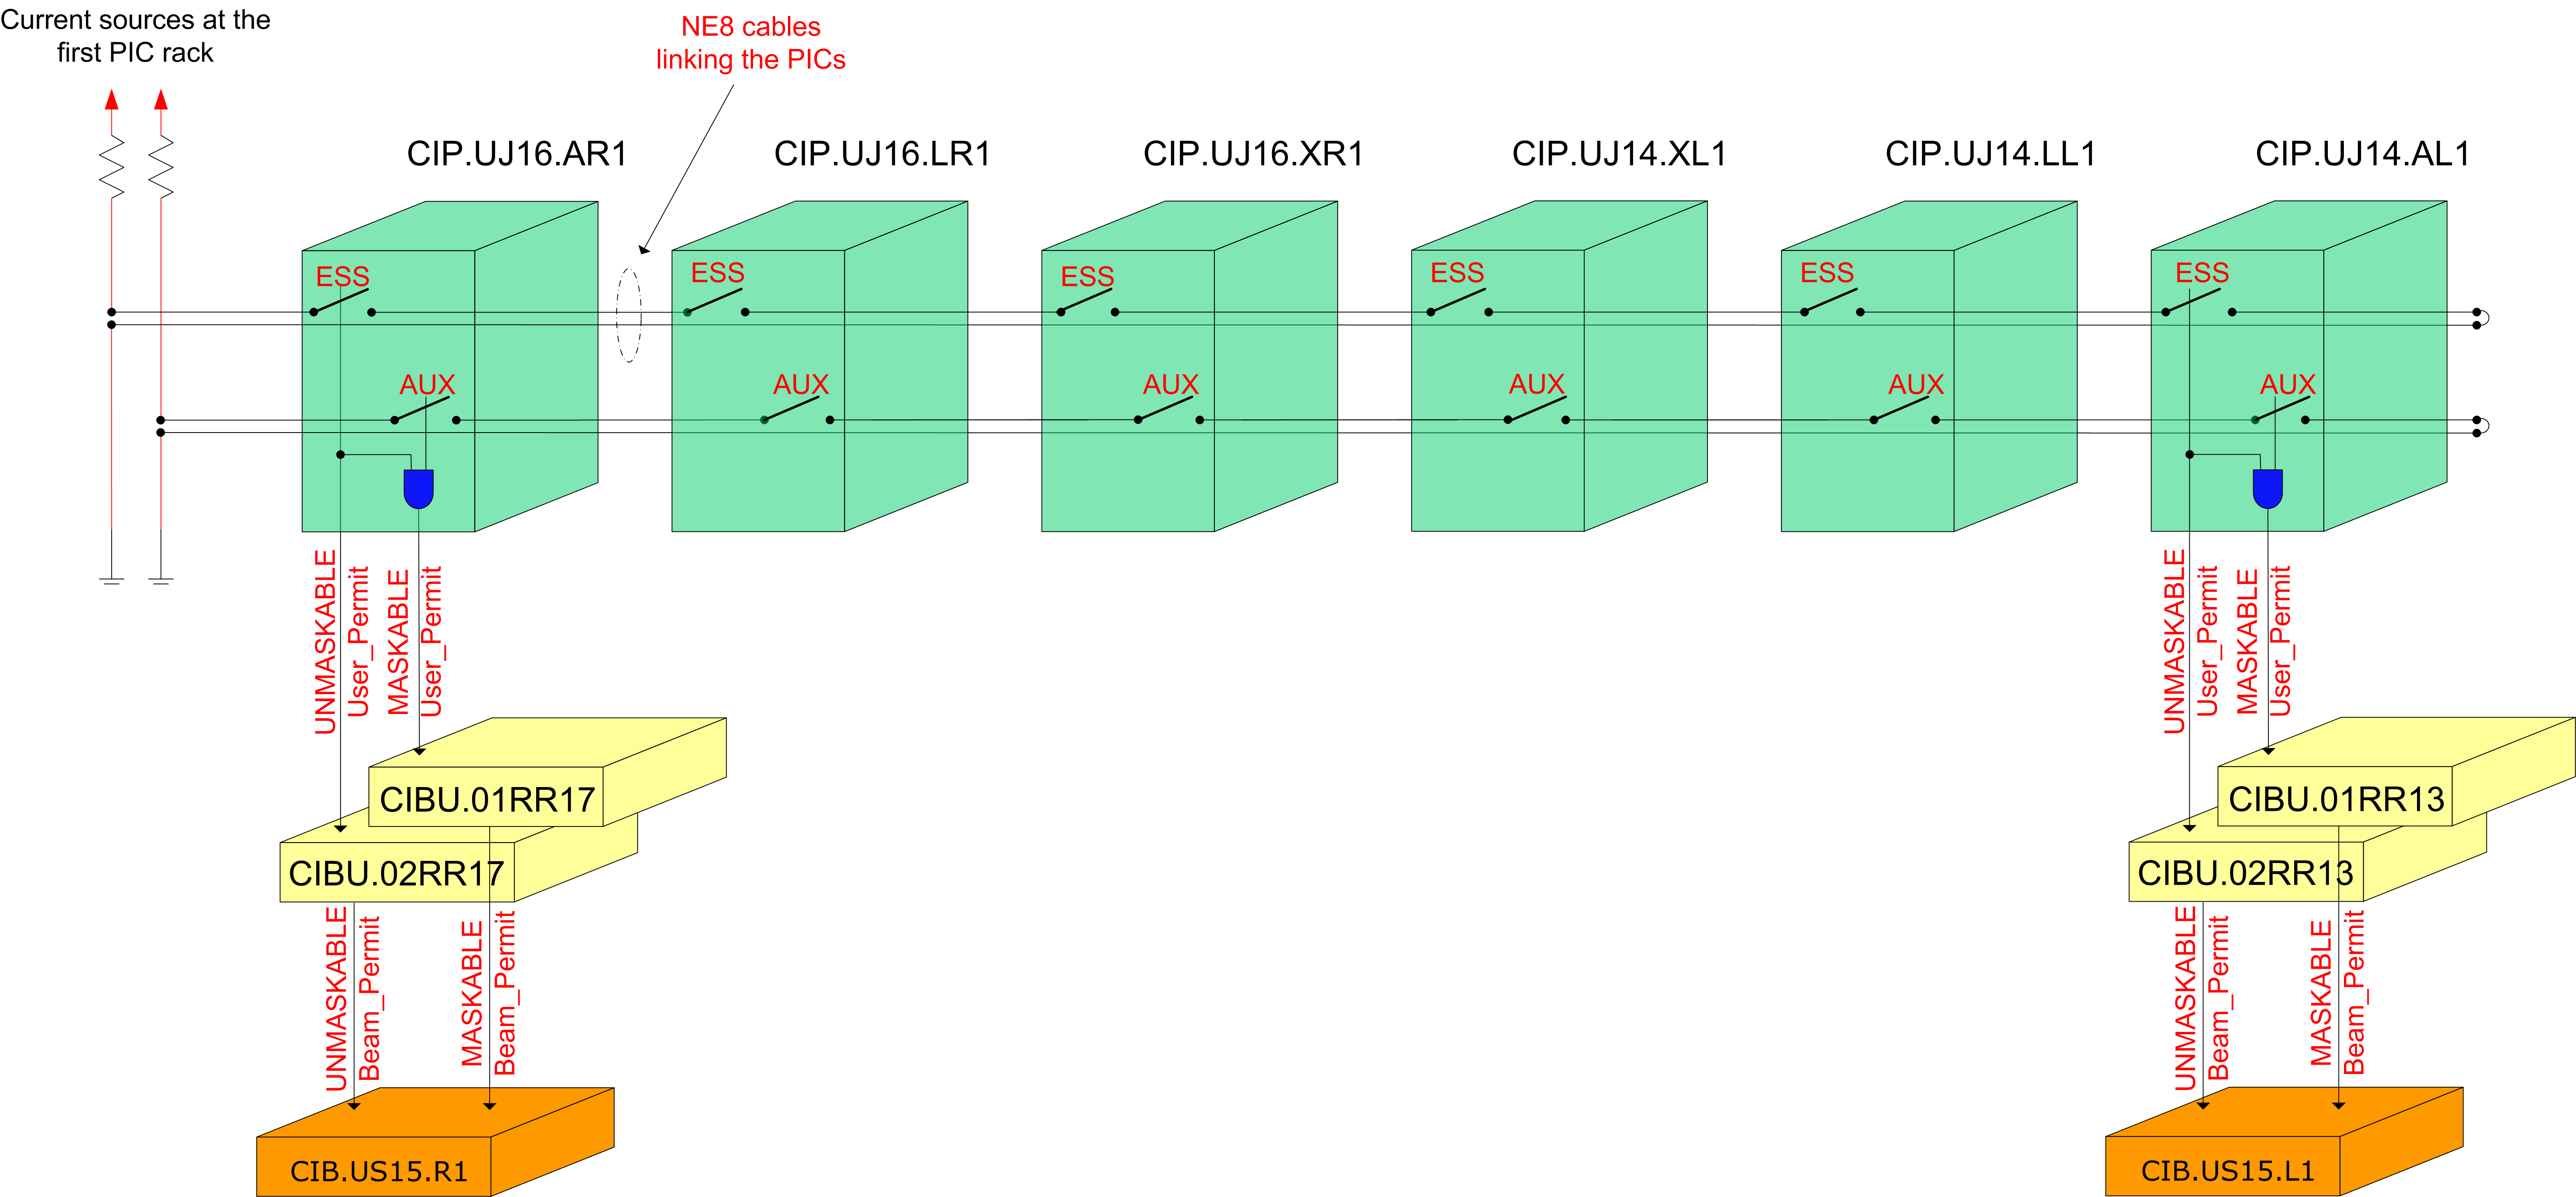 Current sources at the
first PIC rack
NE8 cables
linking the PICs
CIP.UJ16.AR1
CIP.UJ16.LR1
CIP.UJ16.XR1
CIP.UJ14.XL1
CIP.UJ14.LL1
CIP.UJ14.AL1
ESS
ESS
ESS
ESS
ESS
ESS
AUX
AUX
AUX
AUX
AUX
AUX
UNMASKABLE
User_Permit
MASKABLE
User_Permit
UNMASKABLE
User_Permit
MASKABLE
User_Permit
CIBU.01RR17
CIBU.02RR17
CIBU.01RR13
CIBU.02RR13
UNMASKABLE
Beam_Permit
MASKABLE
Beam_Permit
UNMASKABLE
Beam_Permit
MASKABLE
Beam_Permit
CIB.US15.R1
CIB.US15.L1